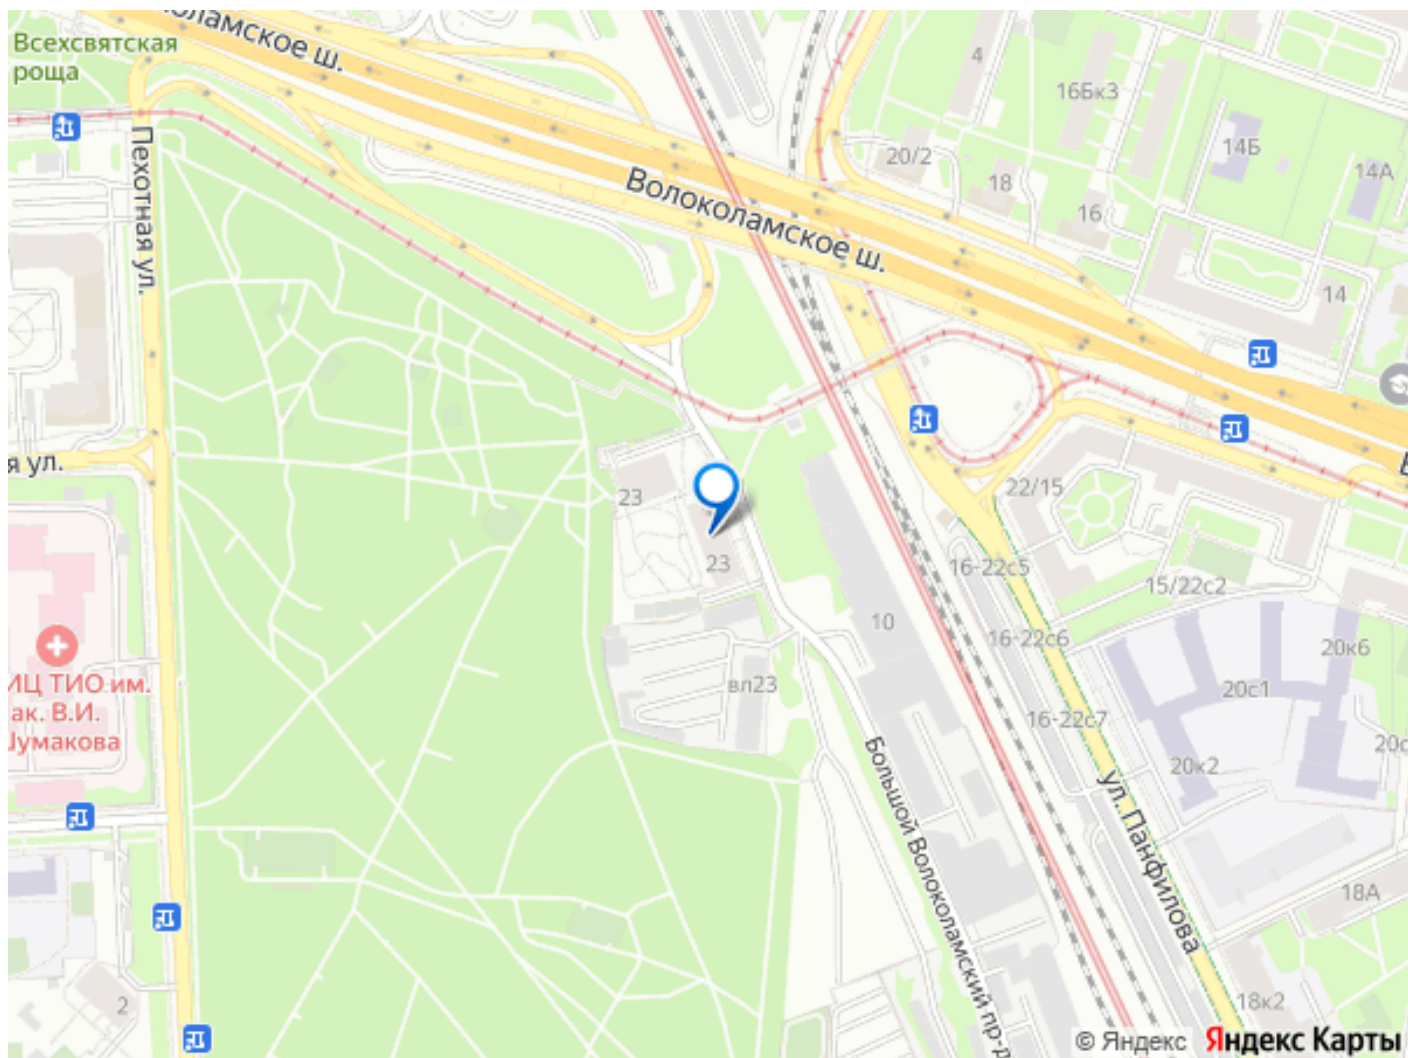 Всехсвятская
роща
оламское ш.
Пехотная ул.
Волоколамское ш.
4
16Бк3
20/2
18
16
14Б
14А
14
я ул.
23
23
22/15
16-22с5
15/22с2
10
16-22с6
20к6
вл23
20с1
16-22с7
20к2
ИЦ ТИО им.
ак. В.И.
Шумакова
Большой Волоколамский пр-д
ул. Панфилова
18А
18к2
2
© Яндекс
Яндекс Карты